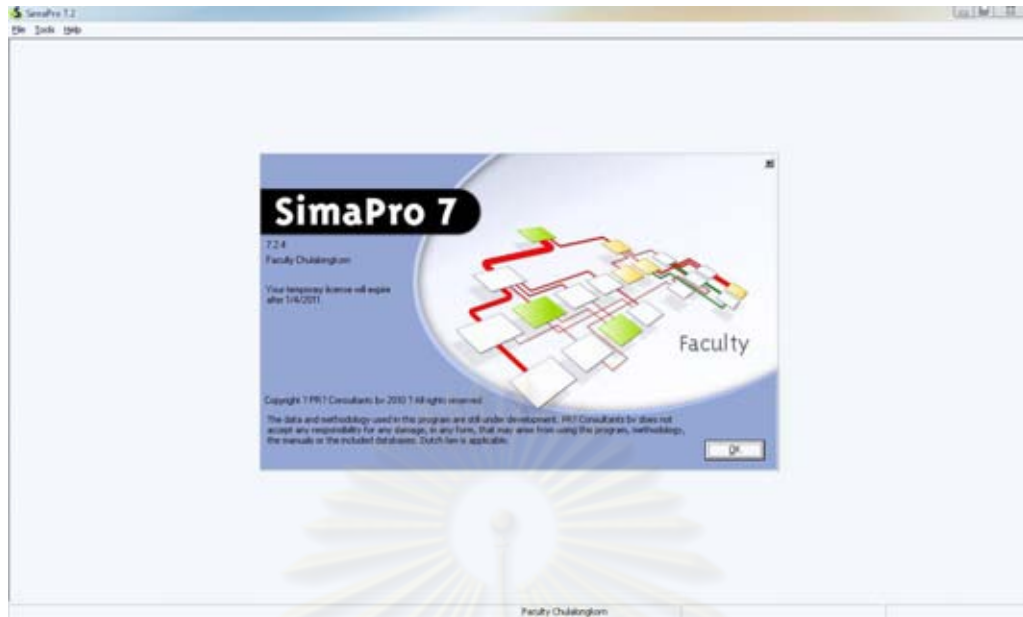 SimaPro 7.2
File Tools Help
SimaPro 7
7.2.4
Faculty Chulalongkorn
Your temporary license will expire
after 1/4/2011.
Faculty
Copyright ? PR? Consultants bv 2010 ? All rights reserved
The data and methodology used in this program are still under development. PR? Consultants bv does not
accept any responsibility for any damage, in any form, that may arise from using this program, methodology,
the manuals or the included databases. Dutch law is applicable.
OK
Faculty Chulalongkorn